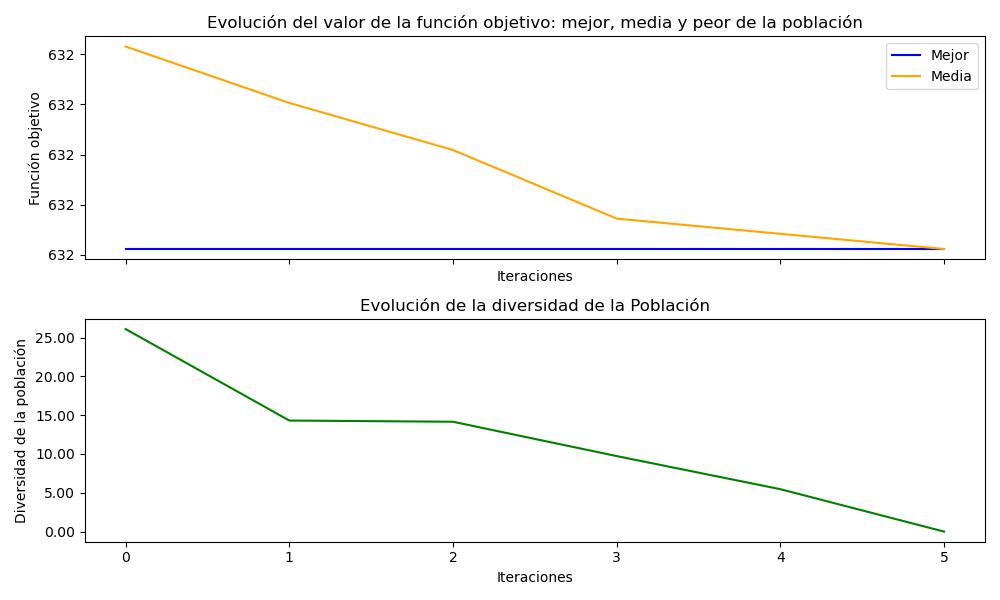 Evolución del valor de la función objetivo: mejor, media y peor de la población
632
632
632
632
632
Función objetivo
Mejor
Media
Iteraciones
Evolución de la diversidad de la Población
25.00
20.00
15.00
10.00
5.00
0.00
Diversidad de la población
0 1 2 3 4 5
Iteraciones